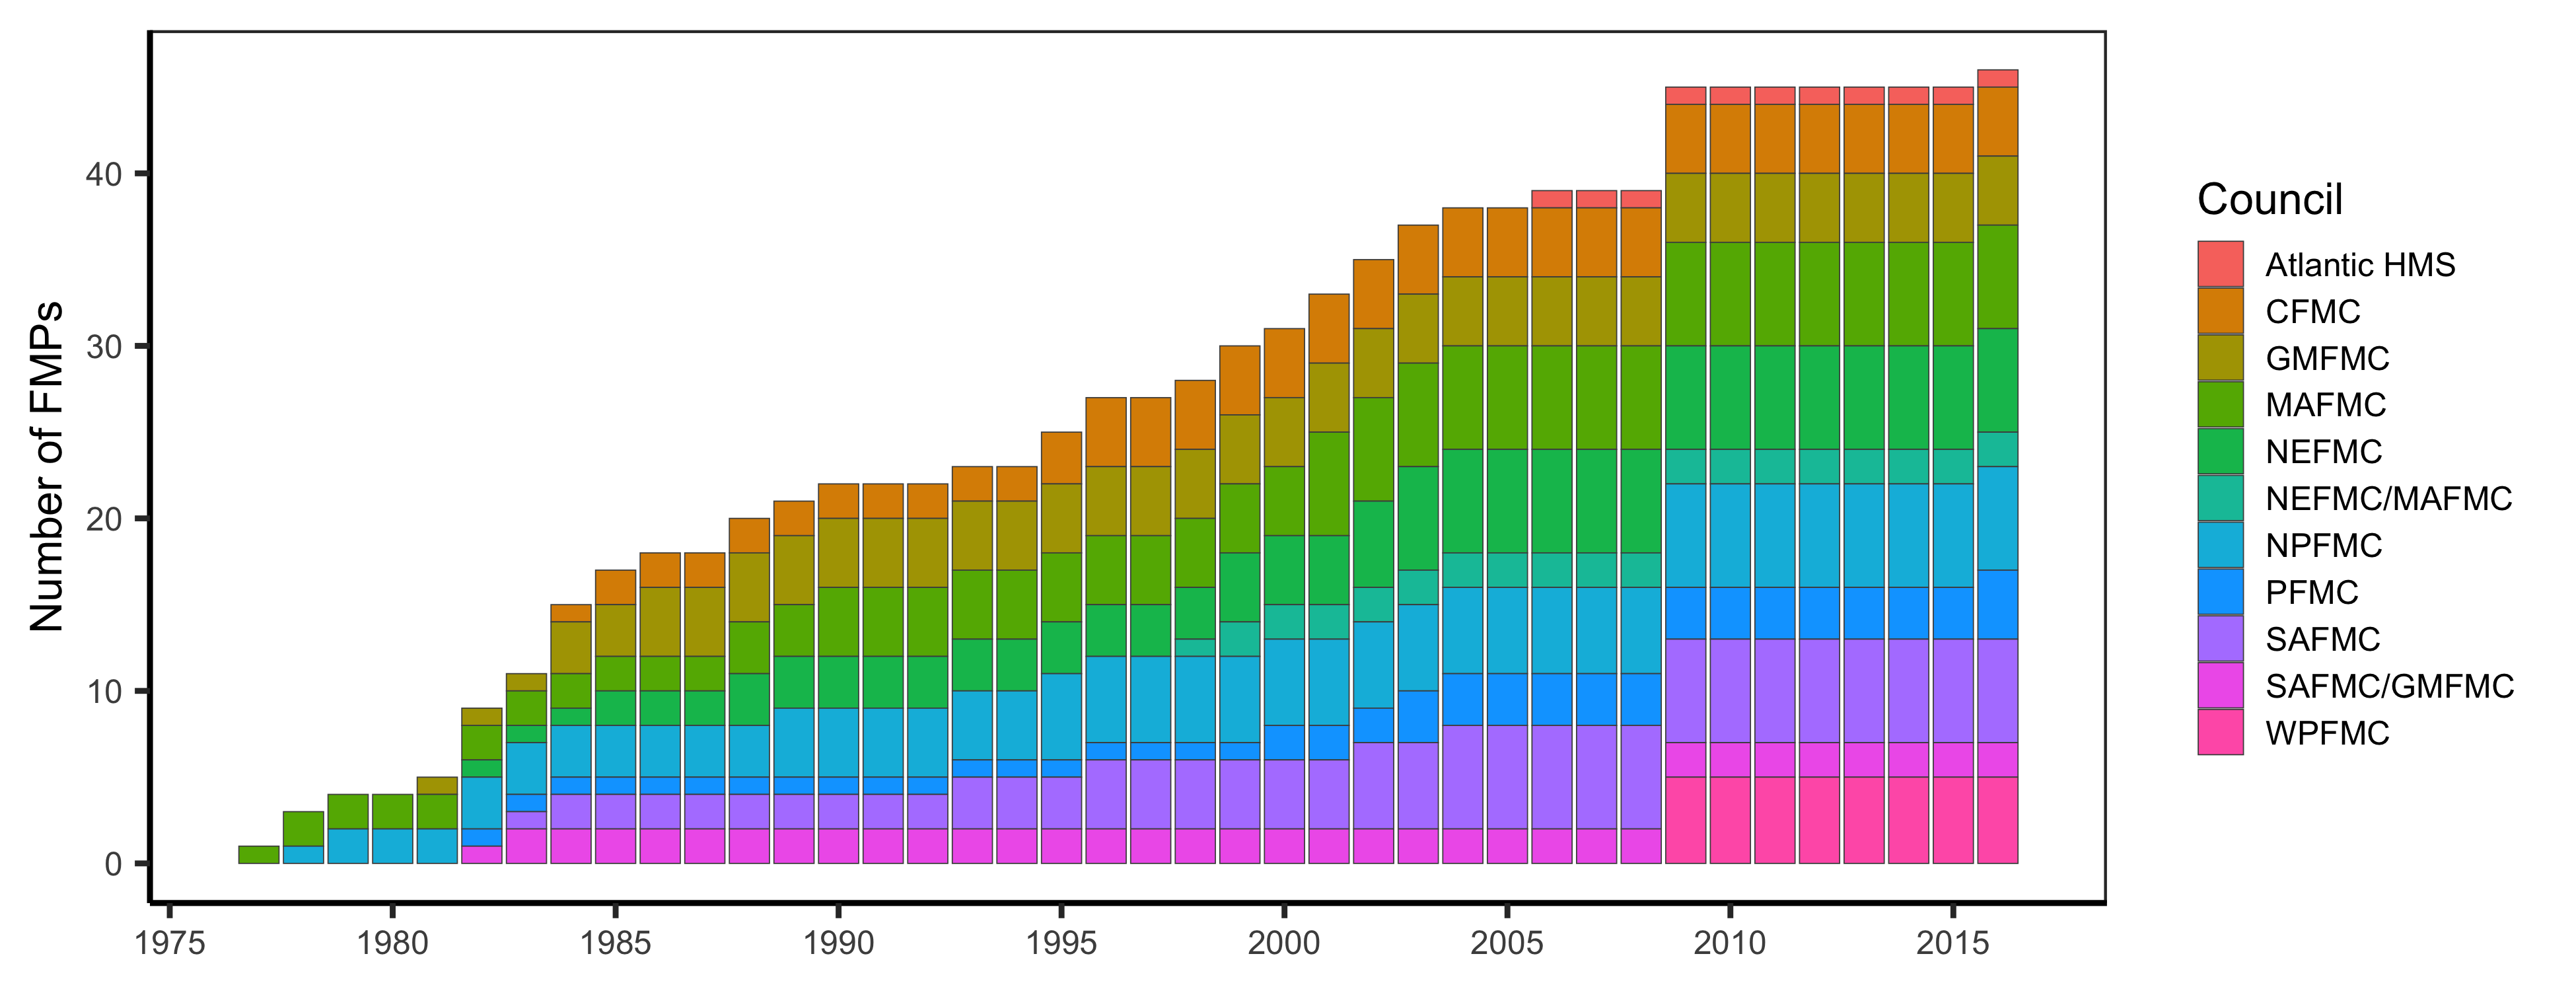 Number of FMPs
40
30
20
10
0
1975 1980 1985 1990 1995 2000 2005 2010 2015
Council
Atlantic HMS
CFMC
GMFMC
MAFMC
NEFMC
NEFMC/MAFMC
NPFMC
PFMC
SAFMC
SAFMC/GMFMC
WPFMC